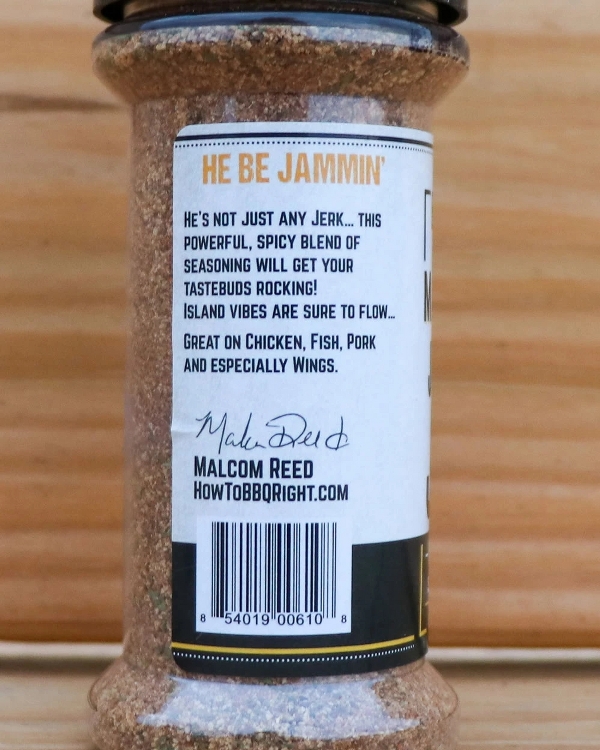 HE BE JAMMIN'
HE'S NOT JUST ANY JERK... THIS
POWERFUL, SPICY BLEND OF
SEASONING WILL GET YOUR
TASTEBUDS ROCKING!
ISLAND VIBES ARE SURE TO FLOW...
GREAT ON CHICKEN, FISH, PORK
AND ESPECIALLY WINGS.
Malcom Reed
MALCOM REED
HOWTOBBQRIGHT.COM
8 54019 00610 8